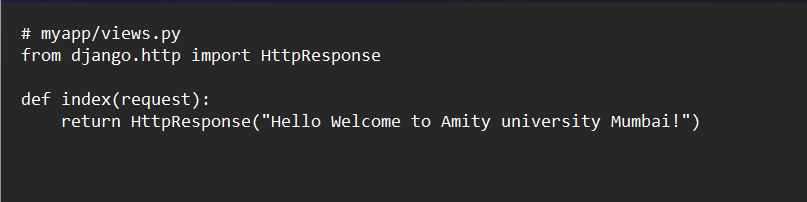 # myapp/views.py
from django.http import HttpResponse
def index(request):
    return HttpResponse("Hello Welcome to Amity university Mumbai!")